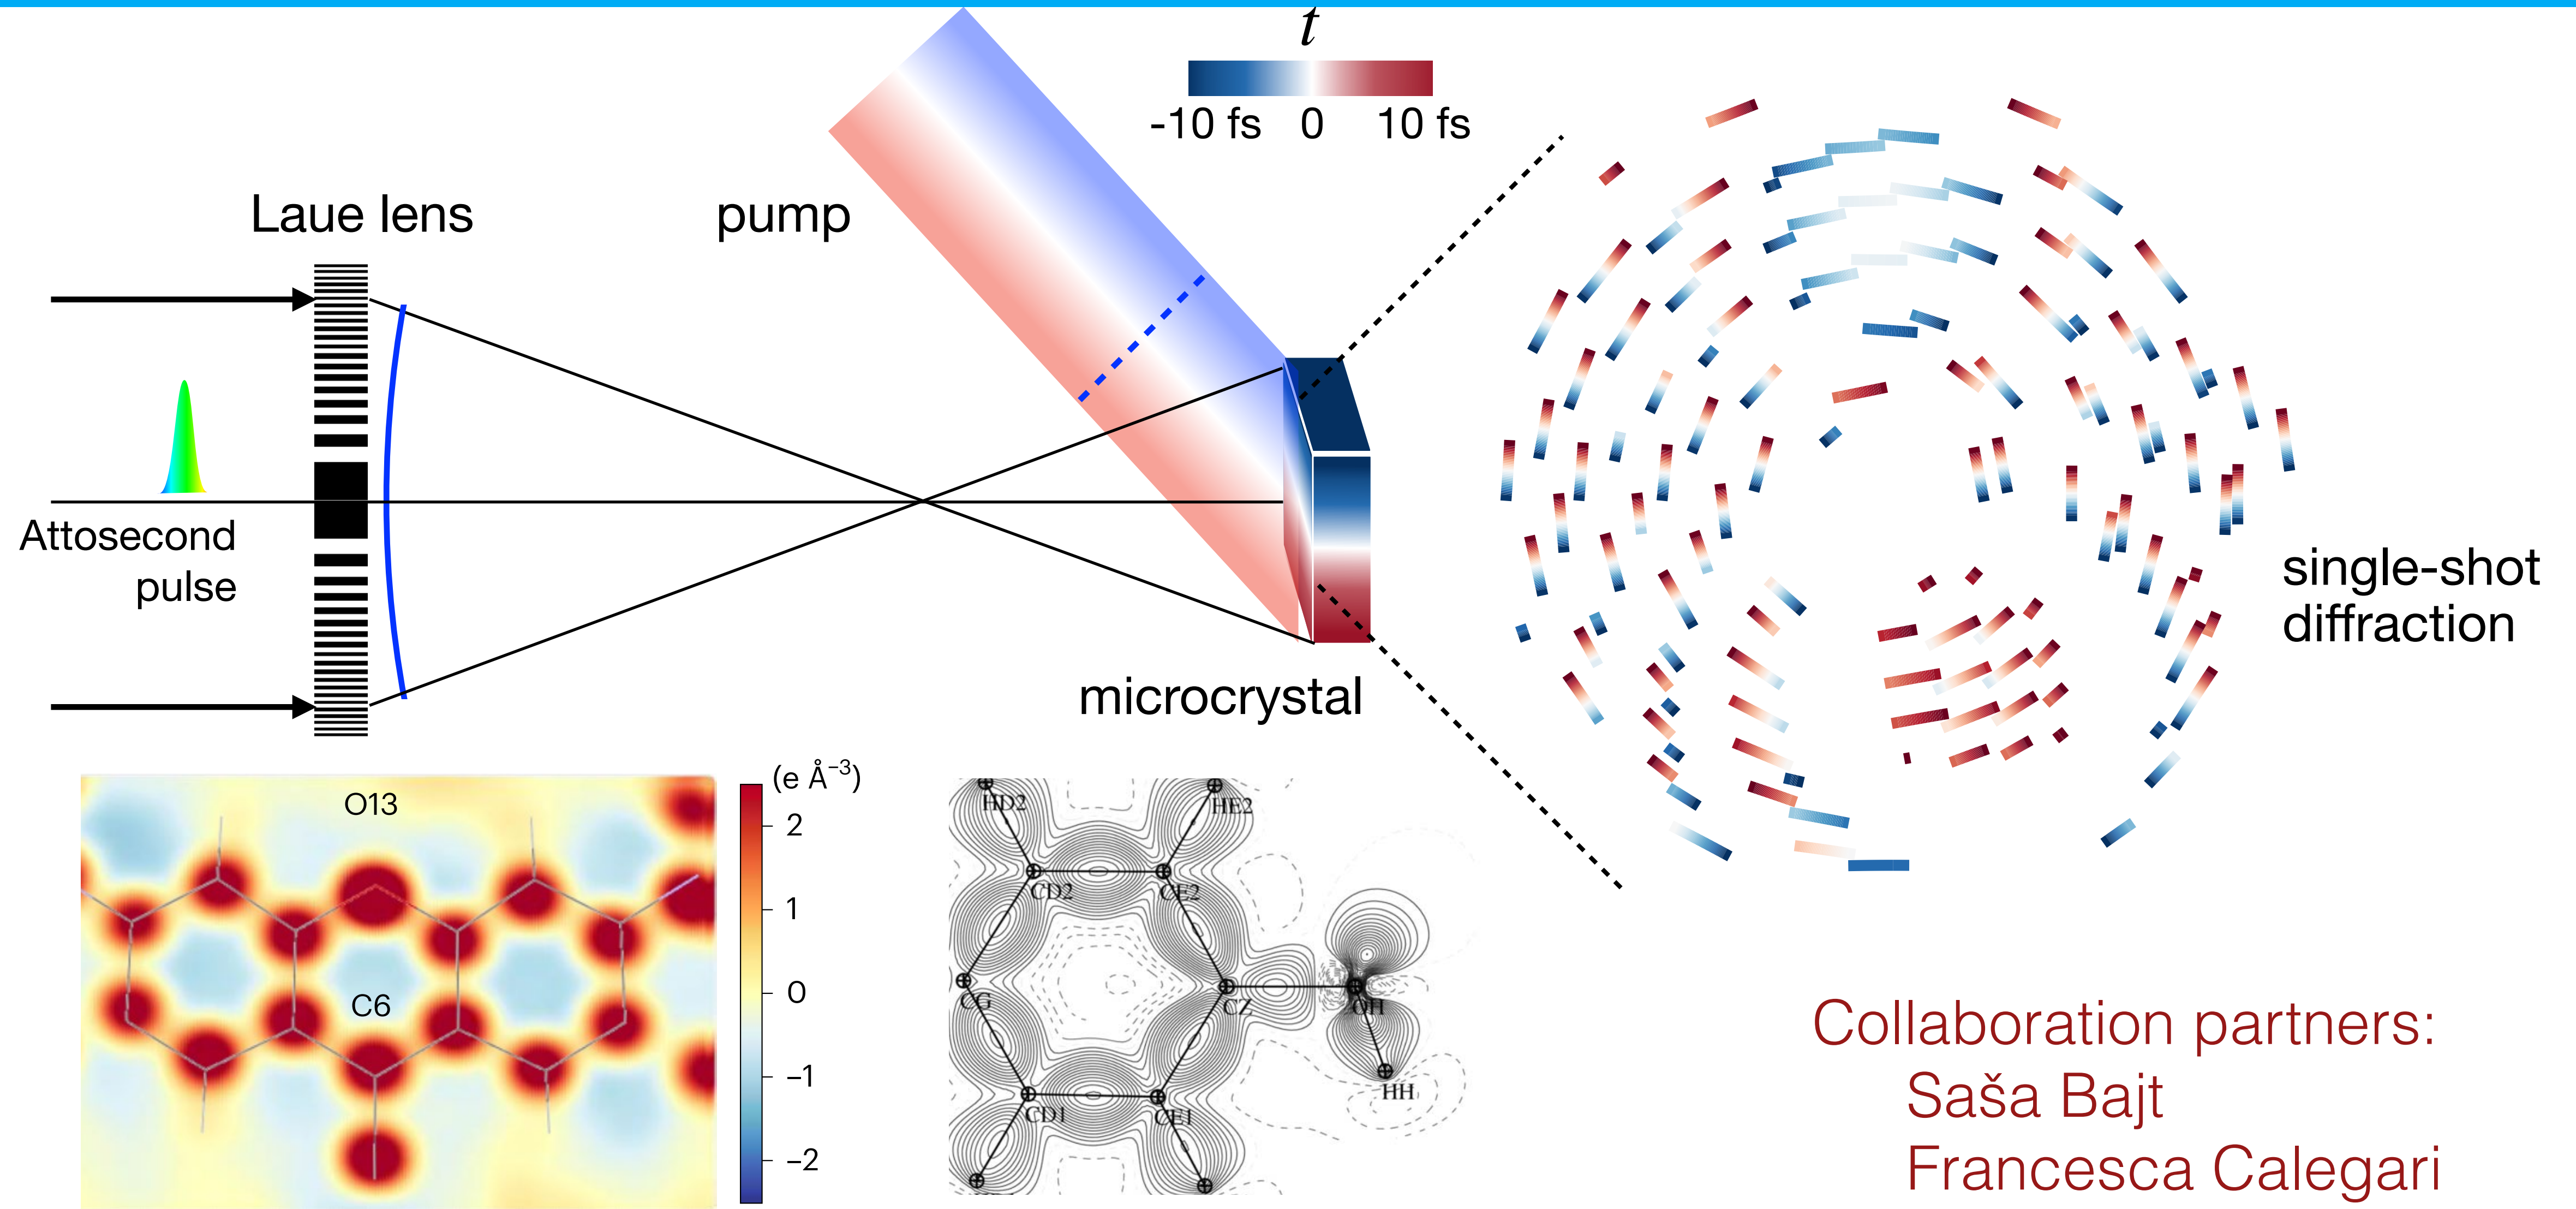 t
-10 fs 0 10 fs
Laue lens
pump
Attosecond
pulse
single-shot
diffraction
microcrystal
(e Å⁻³)
2
1
0
−1
−2
O13
C6
HD2
HE2
CD2
CE2
CG
CZ
OH
HH
CD1
CE1
Collaboration partners:
Saša Bajt
Francesca Calegari